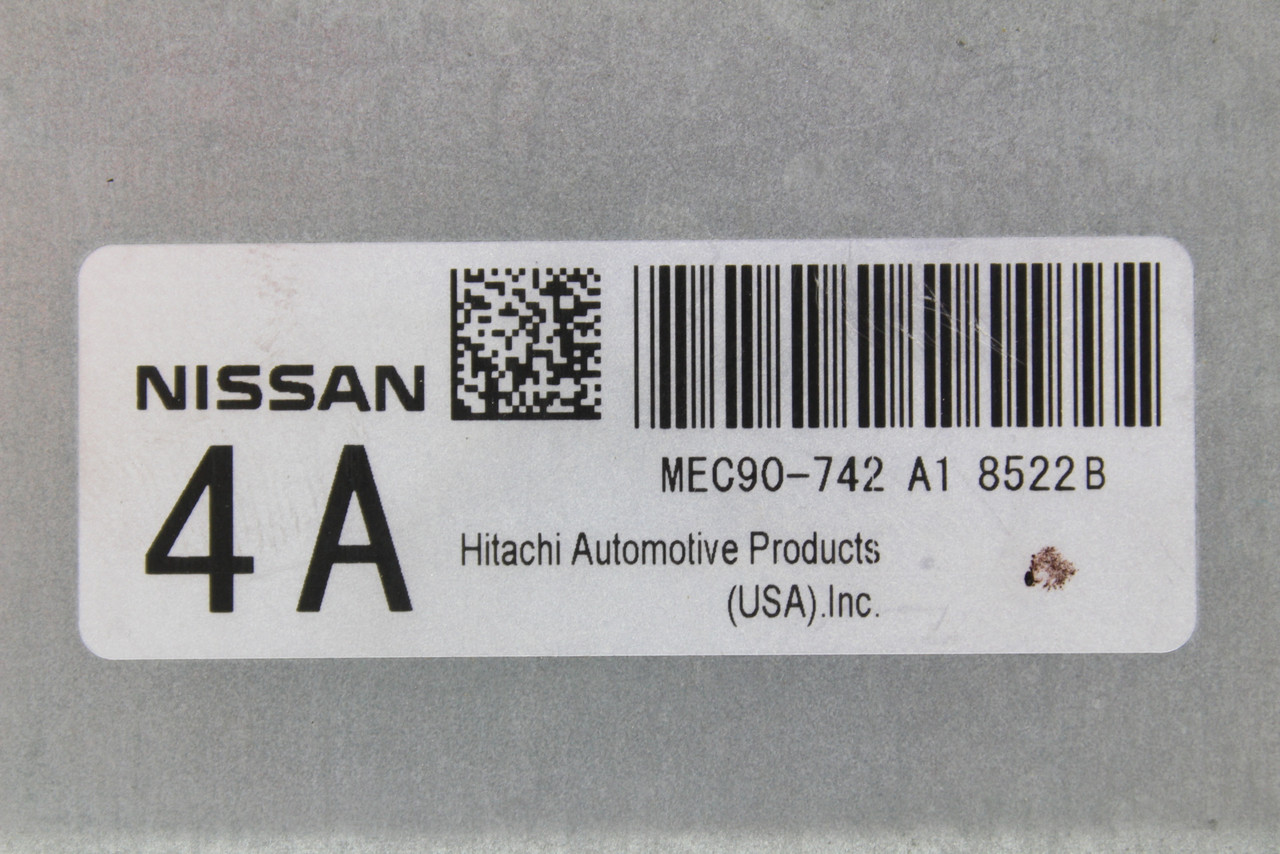 NISSAN
4A
MEC90-742 A1 8522B
Hitachi Automotive Products
(USA).Inc.